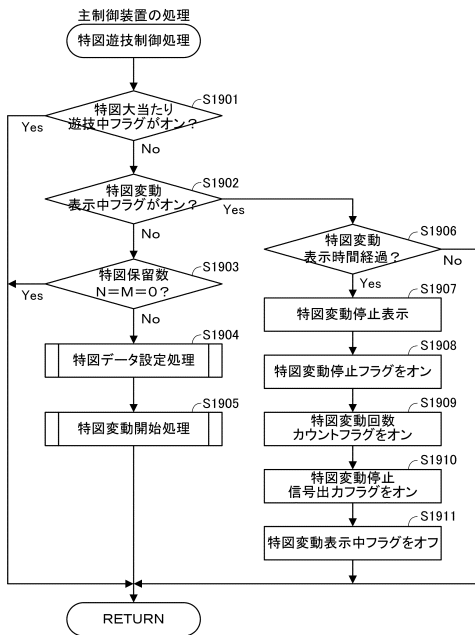 主制御装置の処理
特図遊技制御処理
S1901
特図大当たり
遊技中フラグがオン?
Yes
No
S1902
特図変動
表示中フラグがオン?
Yes
No
S1903
特図保留数
N=M=0?
Yes
No
S1904
特図データ設定処理
S1905
特図変動開始処理
S1906
特図変動
表示時間経過?
No
Yes
S1907
特図変動停止表示
S1908
特図変動停止フラグをオン
S1909
特図変動回数
カウントフラグをオン
S1910
特図変動停止
信号出力フラグをオン
S1911
特図変動表示中フラグをオフ
RETURN